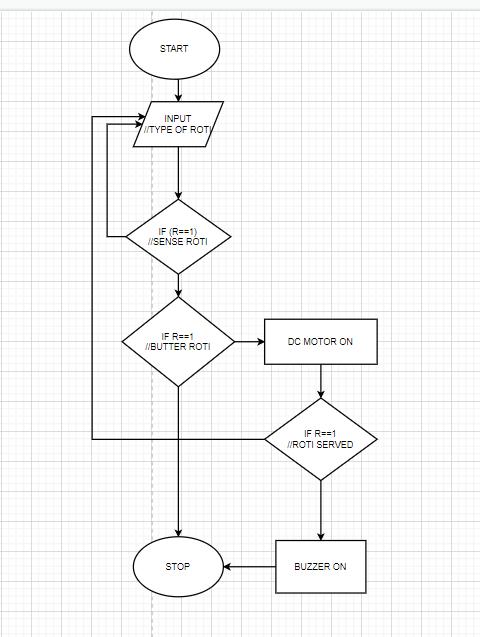 START
INPUT
//TYPE OF ROTI
IF (R==1)
//SENSE ROTI
IF R==1
//BUTTER ROTI
DC MOTOR ON
IF R==1
//ROTI SERVED
STOP
BUZZER ON